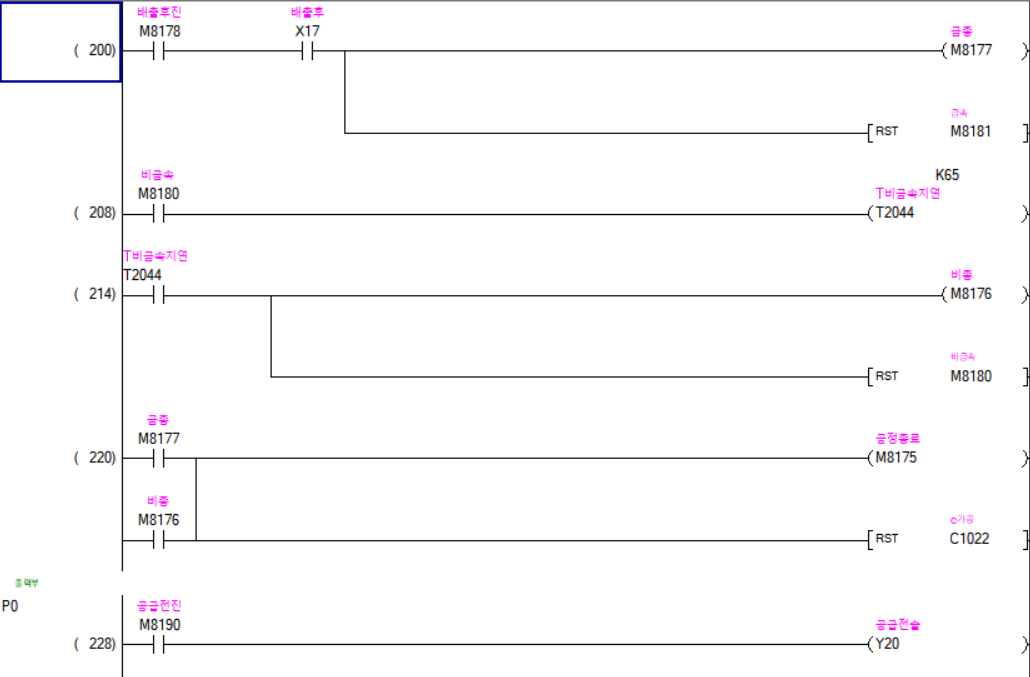 배출후진 배출후 금종
M8178 X17 M8177
( 200)
금속
RST M8181
비금속 K65
M8180 T비금속지연
( 208) T2044
T비금속지연
T2044 비종
( 214) M8176
비금속
RST M8180
금종
M8177 공정종료
( 220) M8175
비종
M8176 c가공
RST C1022
출력부
P0 공급전진
M8190 공급전솔
( 228) Y20